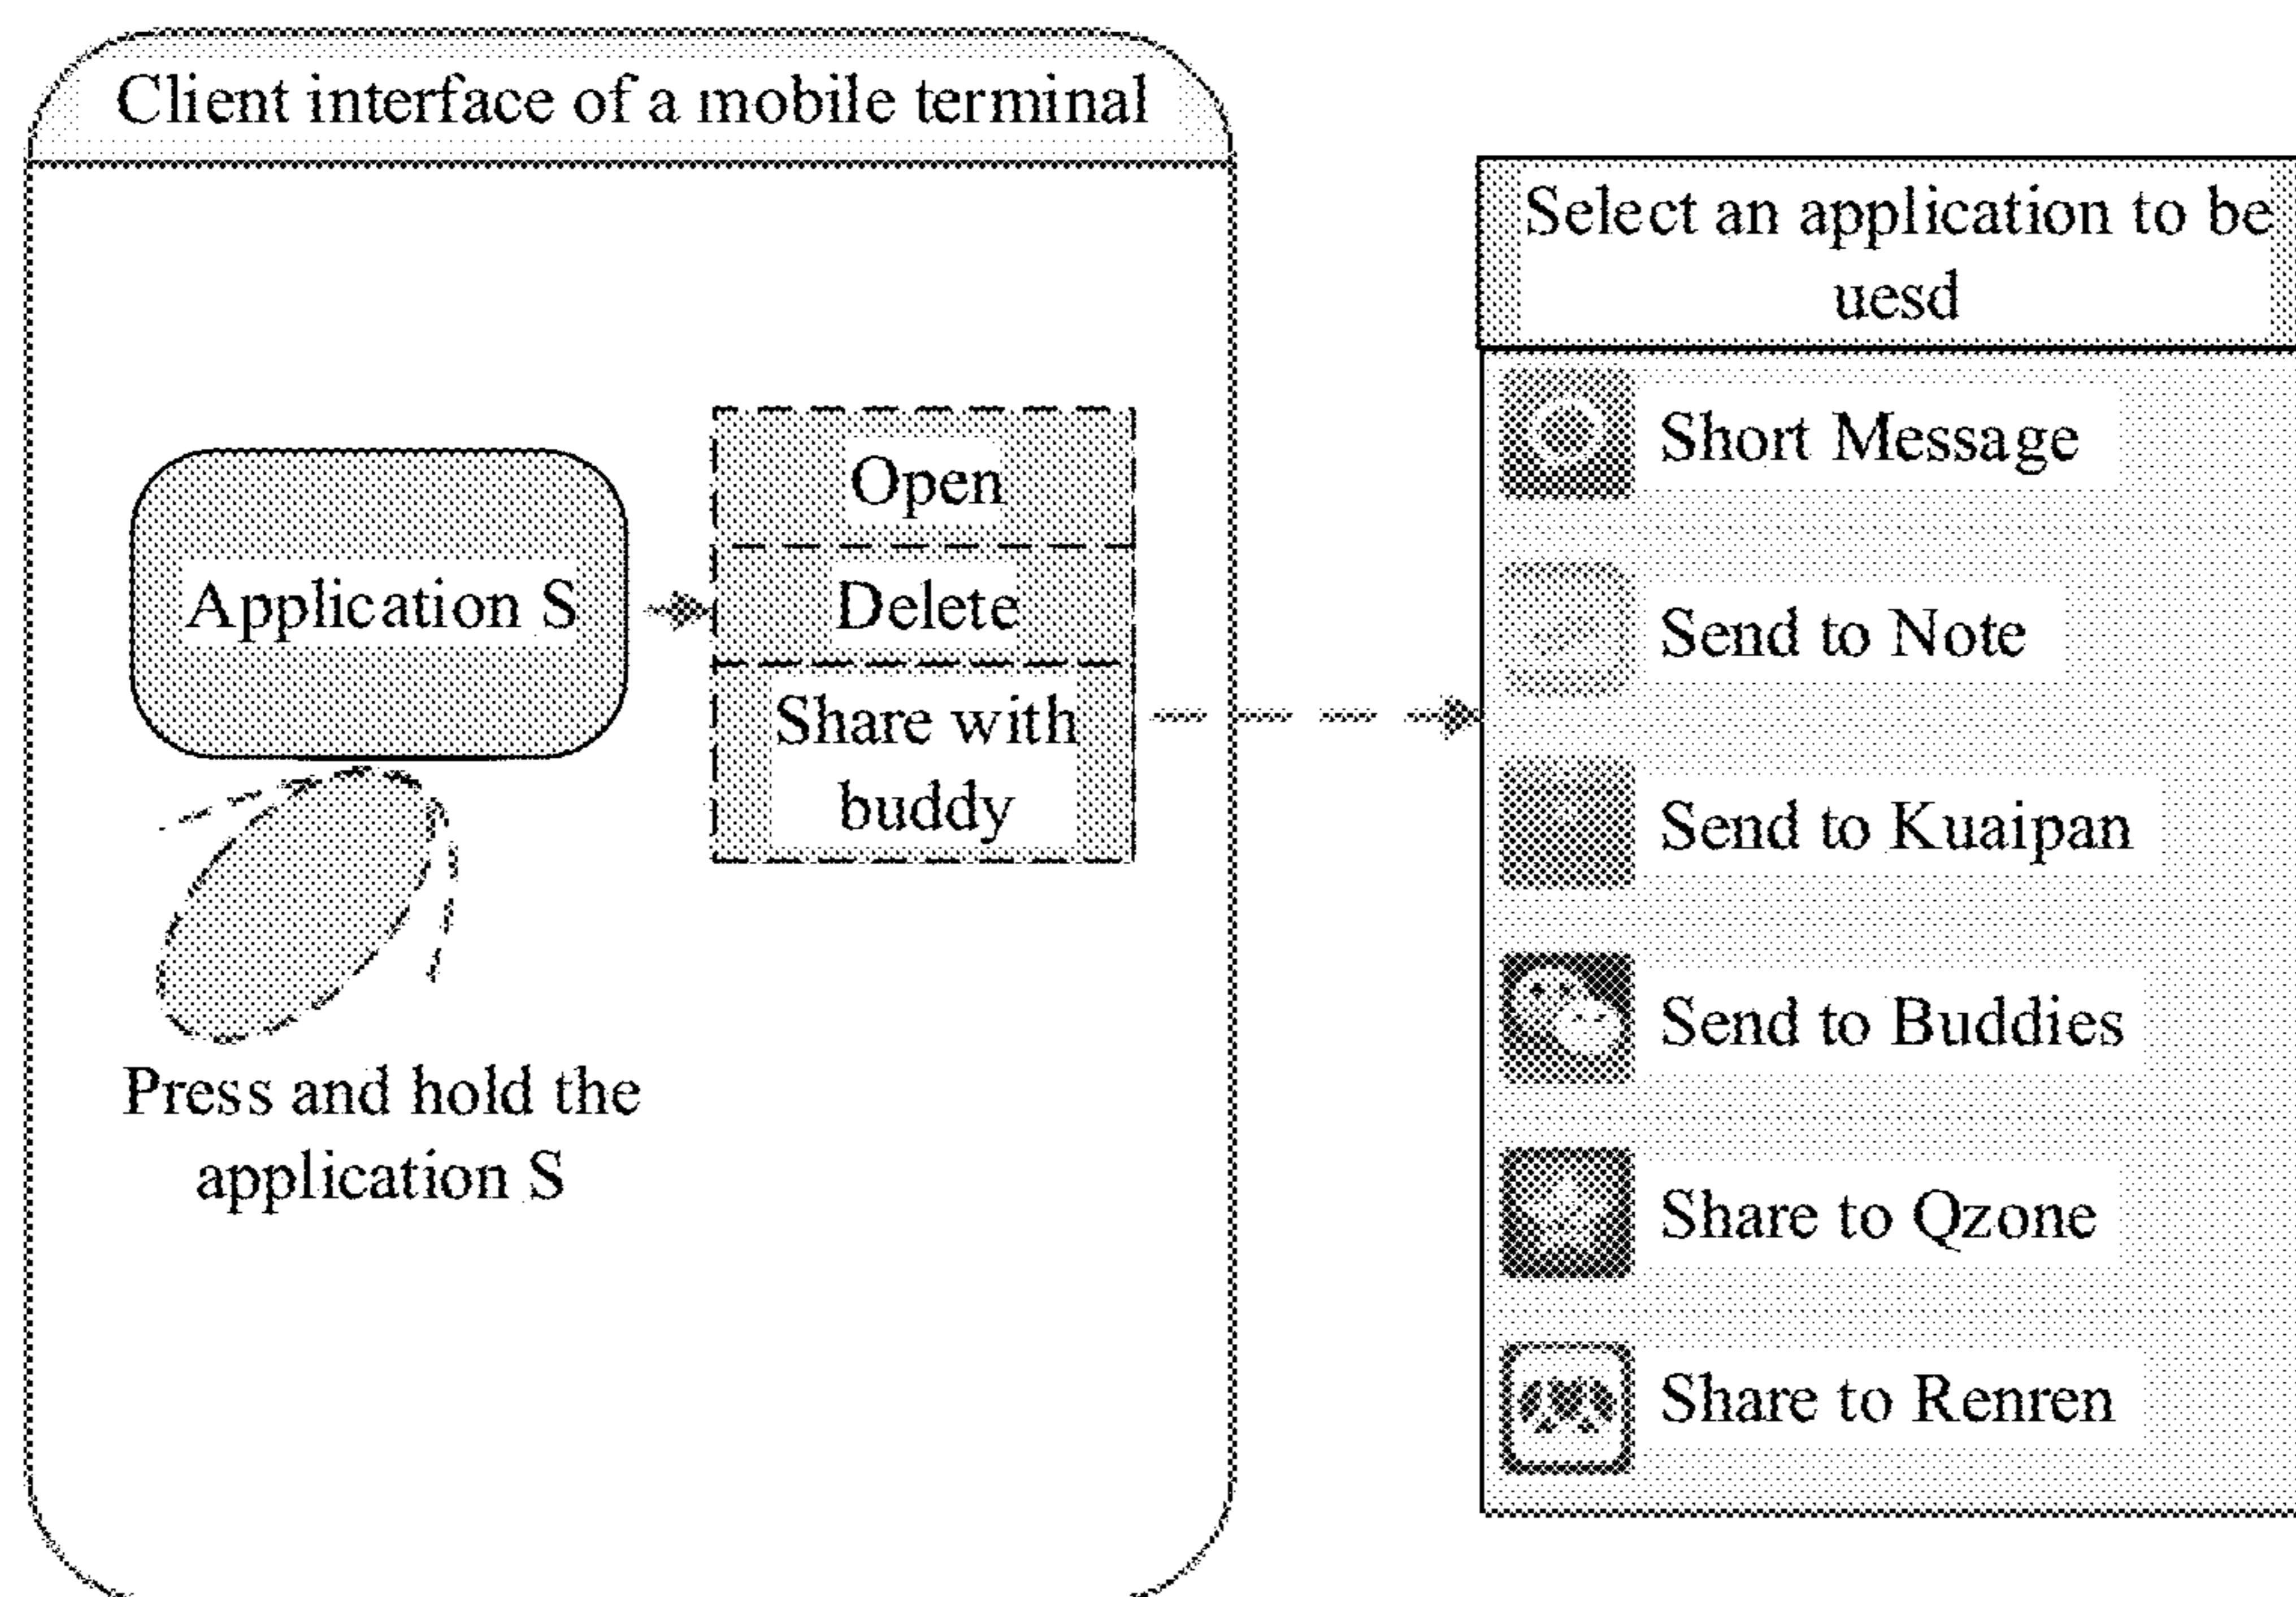 Client interface of a mobile terminal
Application S
Open
Delete
Share with
buddy
Press and hold the
application S
Select an application to be
uesd
Short Message
Send to Note
Send to Kuaipan
Send to Buddies
Share to Qzone
Share to Renren